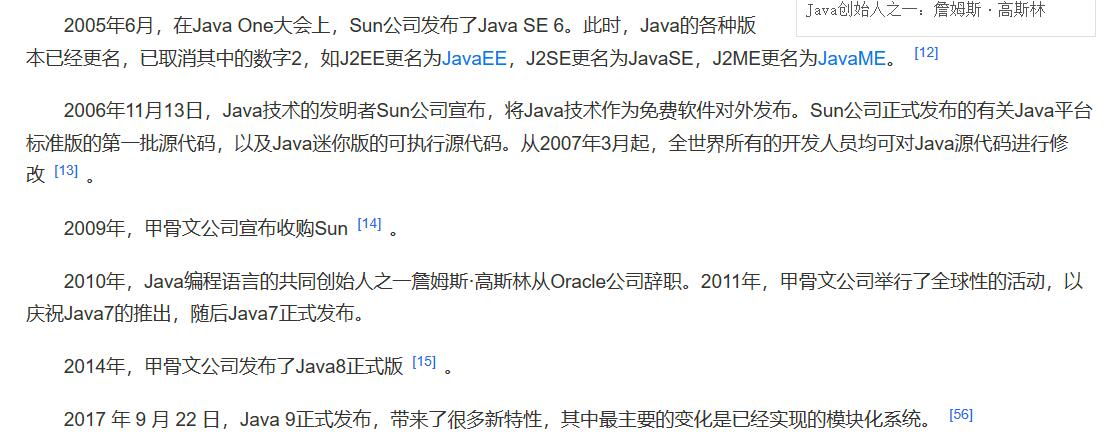 Java创始人之一：詹姆斯·高斯林
2005年6月，在Java One大会上，Sun公司发布了Java SE 6。此时，Java的各种版
本已经更名，已取消其中的数字2，如J2EE更名为JavaEE，J2SE更名为JavaSE，J2ME更名为JavaME。 [12]
2006年11月13日，Java技术的发明者Sun公司宣布，将Java技术作为免费软件对外发布。Sun公司正式发布的有关Java平台
标准版的第一批源代码，以及Java迷你版的可执行源代码。从2007年3月起，全世界所有的开发人员均可对Java源代码进行修
改 [13] 。
2009年，甲骨文公司宣布收购Sun [14] 。
2010年，Java编程语言的共同创始人之一詹姆斯·高斯林从Oracle公司辞职。2011年，甲骨文公司举行了全球性的活动，以
庆祝Java7的推出，随后Java7正式发布。
2014年，甲骨文公司发布了Java8正式版 [15] 。
2017 年 9 月 22 日，Java 9正式发布，带来了很多新特性，其中最主要的变化是已经实现的模块化系统。 [56]